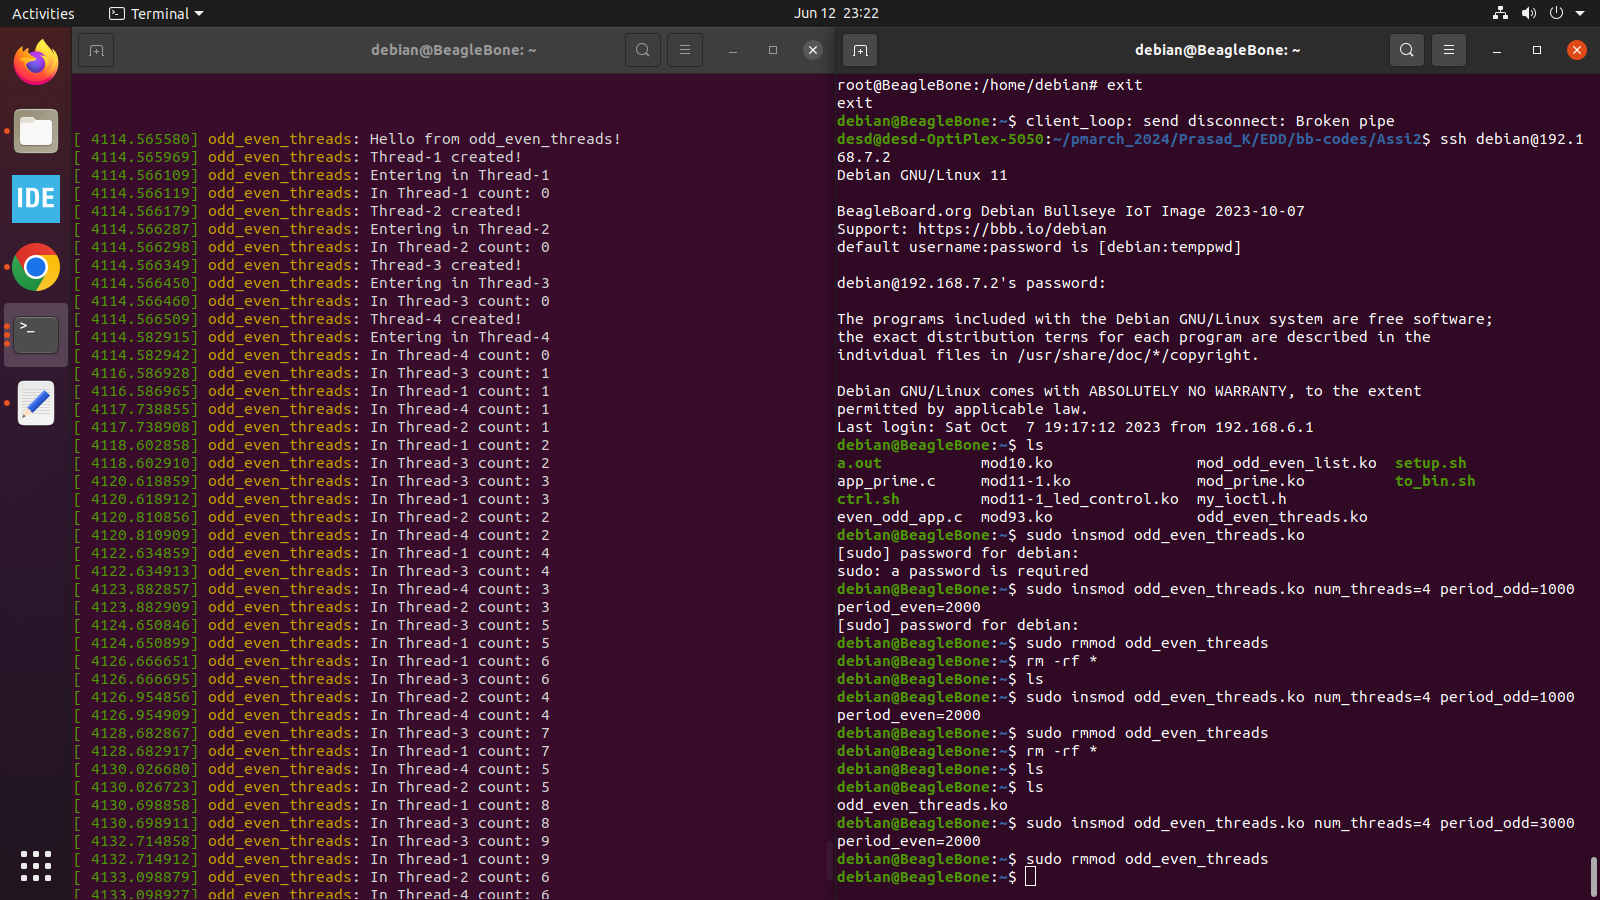 Activities
Terminal
Jun 12 23:22
debian@BeagleBone: ~
IDE
>_
[ 4114.565580] odd_even_threads: Hello from odd_even_threads!
[ 4114.565969] odd_even_threads: Thread-1 created!
[ 4114.566109] odd_even_threads: Entering in Thread-1
[ 4114.566119] odd_even_threads: In Thread-1 count: 0
[ 4114.566179] odd_even_threads: Thread-2 created!
[ 4114.566287] odd_even_threads: Entering in Thread-2
[ 4114.566298] odd_even_threads: In Thread-2 count: 0
[ 4114.566349] odd_even_threads: Thread-3 created!
[ 4114.566450] odd_even_threads: Entering in Thread-3
[ 4114.566460] odd_even_threads: In Thread-3 count: 0
[ 4114.566509] odd_even_threads: Thread-4 created!
[ 4114.582915] odd_even_threads: Entering in Thread-4
[ 4114.582942] odd_even_threads: In Thread-4 count: 0
[ 4116.586928] odd_even_threads: In Thread-3 count: 1
[ 4116.586965] odd_even_threads: In Thread-1 count: 1
[ 4117.738855] odd_even_threads: In Thread-4 count: 1
[ 4117.738908] odd_even_threads: In Thread-2 count: 1
[ 4118.602858] odd_even_threads: In Thread-1 count: 2
[ 4118.602910] odd_even_threads: In Thread-3 count: 2
[ 4120.618859] odd_even_threads: In Thread-3 count: 3
[ 4120.618912] odd_even_threads: In Thread-1 count: 3
[ 4120.810856] odd_even_threads: In Thread-2 count: 2
[ 4120.810909] odd_even_threads: In Thread-4 count: 2
[ 4122.634859] odd_even_threads: In Thread-1 count: 4
[ 4122.634913] odd_even_threads: In Thread-3 count: 4
[ 4123.882857] odd_even_threads: In Thread-4 count: 3
[ 4123.882909] odd_even_threads: In Thread-2 count: 3
[ 4124.650846] odd_even_threads: In Thread-3 count: 5
[ 4124.650899] odd_even_threads: In Thread-1 count: 5
[ 4126.666651] odd_even_threads: In Thread-1 count: 6
[ 4126.666695] odd_even_threads: In Thread-3 count: 6
[ 4126.954856] odd_even_threads: In Thread-2 count: 4
[ 4126.954909] odd_even_threads: In Thread-4 count: 4
[ 4128.682867] odd_even_threads: In Thread-3 count: 7
[ 4128.682917] odd_even_threads: In Thread-1 count: 7
[ 4130.026680] odd_even_threads: In Thread-4 count: 5
[ 4130.026723] odd_even_threads: In Thread-2 count: 5
[ 4130.698858] odd_even_threads: In Thread-1 count: 8
[ 4130.698911] odd_even_threads: In Thread-3 count: 8
[ 4132.714858] odd_even_threads: In Thread-3 count: 9
[ 4132.714912] odd_even_threads: In Thread-1 count: 9
[ 4133.098879] odd_even_threads: In Thread-2 count: 6
[ 4133.098927] odd_even_threads: In Thread-4 count: 6
debian@BeagleBone: ~
root@BeagleBone:/home/debian# exit
exit
debian@BeagleBone:~$ client_loop: send disconnect: Broken pipe
desd@desd-OptiPlex-5050:~/pmarch_2024/Prasad_K/EDD/bb-codes/Assi2$ ssh debian@192.1
68.7.2
Debian GNU/Linux 11
BeagleBoard.org Debian Bullseye IoT Image 2023-10-07
Support: https://bbb.io/debian
default username:password is [debian:temppwd]
debian@192.168.7.2's password:
The programs included with the Debian GNU/Linux system are free software;
the exact distribution terms for each program are described in the
individual files in /usr/share/doc/*/copyright.
Debian GNU/Linux comes with ABSOLUTELY NO WARRANTY, to the extent
permitted by applicable law.
Last login: Sat Oct  7 19:17:12 2023 from 192.168.6.1
debian@BeagleBone:~$ ls
a.out mod10.ko mod_odd_even_list.ko setup.sh
app_prime.c mod11-1.ko mod_prime.ko to_bin.sh
ctrl.sh mod11-1_led_control.ko my_ioctl.h
even_odd_app.c mod93.ko odd_even_threads.ko
debian@BeagleBone:~$ sudo insmod odd_even_threads.ko
[sudo] password for debian:
sudo: a password is required
debian@BeagleBone:~$ sudo insmod odd_even_threads.ko num_threads=4 period_odd=1000
period_even=2000
[sudo] password for debian:
debian@BeagleBone:~$ sudo rmmod odd_even_threads
debian@BeagleBone:~$ rm -rf *
debian@BeagleBone:~$ ls
debian@BeagleBone:~$ sudo insmod odd_even_threads.ko num_threads=4 period_odd=1000
period_even=2000
debian@BeagleBone:~$ sudo rmmod odd_even_threads
debian@BeagleBone:~$ rm -rf *
debian@BeagleBone:~$ ls
debian@BeagleBone:~$ ls
odd_even_threads.ko
debian@BeagleBone:~$ sudo insmod odd_even_threads.ko num_threads=4 period_odd=3000
period_even=2000
debian@BeagleBone:~$ sudo rmmod odd_even_threads
debian@BeagleBone:~$